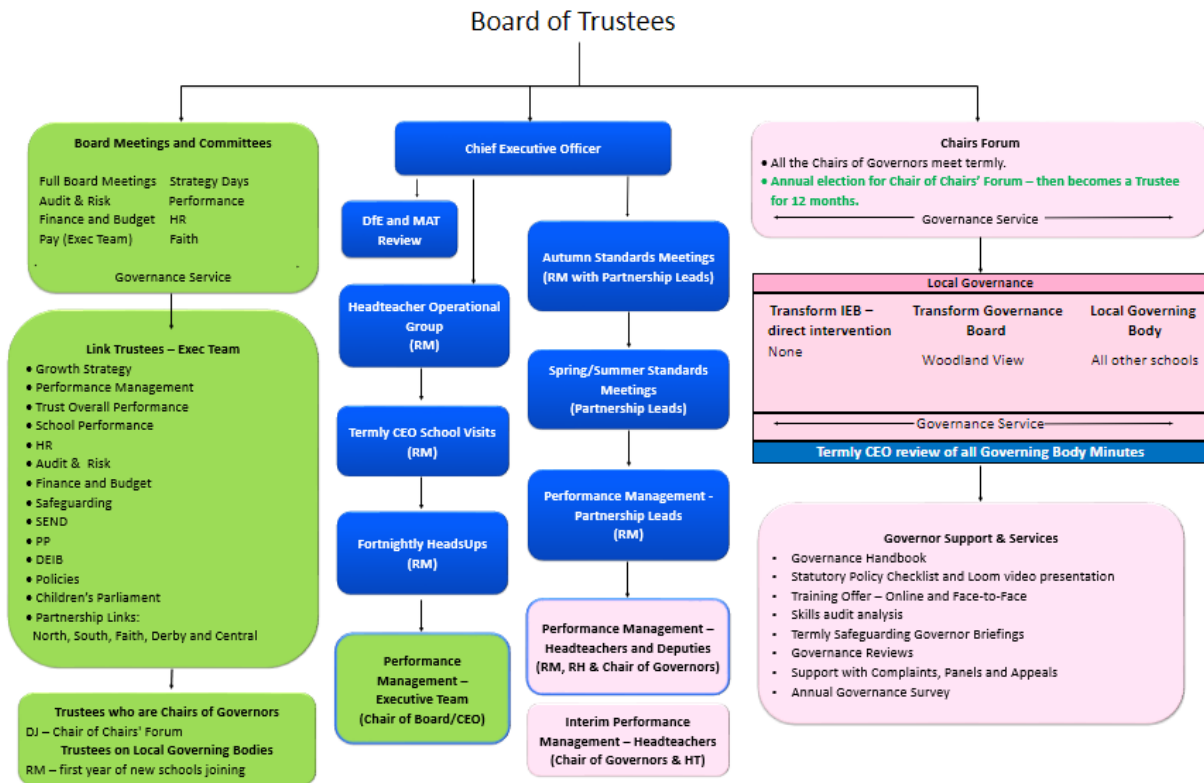 Board of Trustees
Board Meetings and Committees
Full Board Meetings Strategy Days
Audit & Risk Performance
Finance and Budget HR
Pay (Exec Team) Faith
Governance Service
Link Trustees – Exec Team
• Growth Strategy
• Performance Management
• Trust Overall Performance
• School Performance
• HR
• Audit & Risk
• Finance and Budget
• Safeguarding
• SEND
• PP
• DEIB
• Policies
• Children's Parliament
• Partnership Links:
North, South, Faith, Derby and Central
Trustees who are Chairs of Governors
DJ – Chair of Chairs' Forum
Trustees on Local Governing Bodies
RM – first year of new schools joining
Chief Executive Officer
DfE and MAT
Review
Headteacher Operational
Group
(RM)
Termly CEO School Visits
(RM)
Fortnightly HeadsUps
(RM)
Performance
Management –
Executive Team
(Chair of Board/CEO)
Autumn Standards Meetings
(RM with Partnership Leads)
Spring/Summer Standards
Meetings
(Partnership Leads)
Performance Management -
Partnership Leads
(RM)
Performance Management –
Headteachers and Deputies
(RM, RH & Chair of Governors)
Interim Performance
Management – Headteachers
(Chair of Governors & HT)
Chairs Forum
• All the Chairs of Governors meet termly.
• Annual election for Chair of Chairs' Forum – then becomes a Trustee
for 12 months.
Governance Service
Local Governance
Transform IEB –
direct intervention
None
Transform Governance
Board
Woodland View
Local Governing
Body
All other schools
Governance Service
Termly CEO review of all Governing Body Minutes
Governor Support & Services
▪ Governance Handbook
▪ Statutory Policy Checklist and Loom video presentation
▪ Training Offer – Online and Face-to-Face
▪ Skills audit analysis
▪ Termly Safeguarding Governor Briefings
▪ Governance Reviews
▪ Support with Complaints, Panels and Appeals
▪ Annual Governance Survey